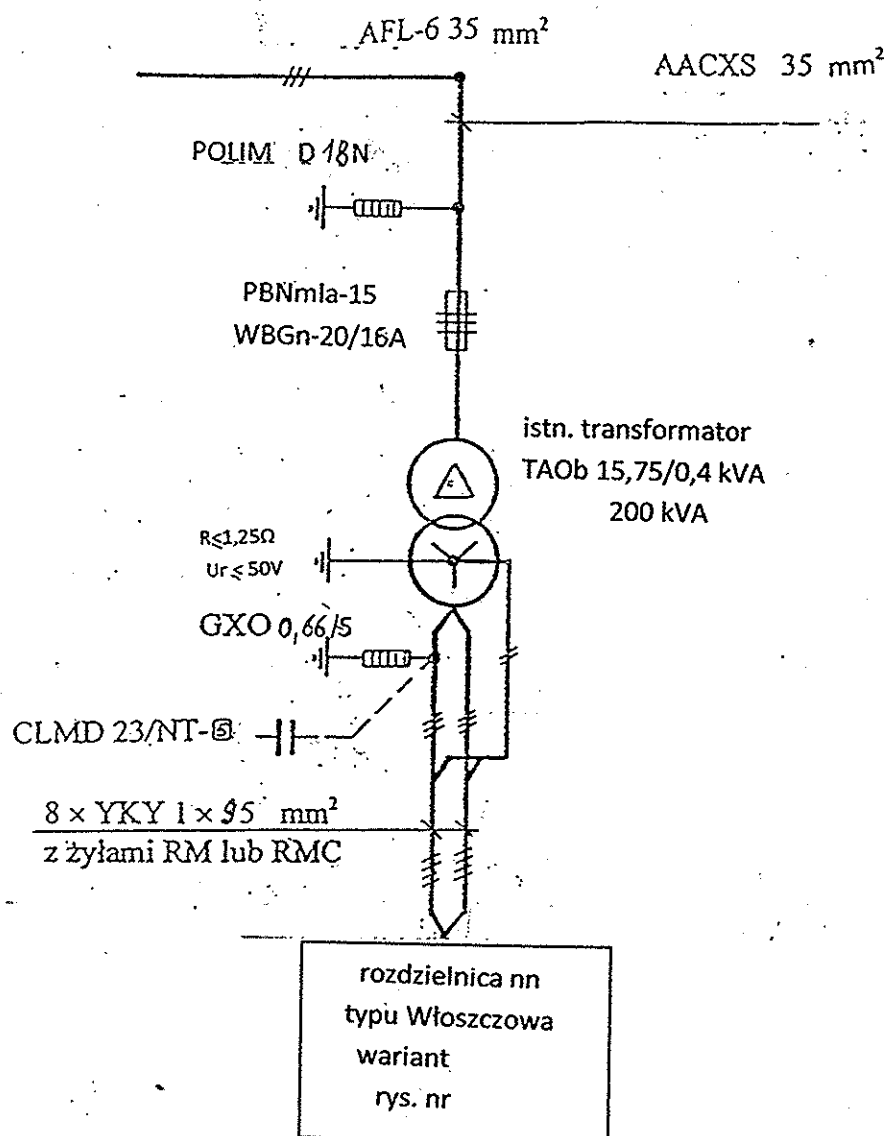 AFL-6 35 mm²
AACXS 35 mm²
POLIM D 18N
PBNmIa-15
WBGn-20/16A
istn. transformator
TAOb 15,75/0,4 kVA
200 kVA
R≤1,25Ω
Ur ≤ 50V
GXO 0,66/5
CLMD 23/NT-5
8 × YKY 1 × 95 mm²
z żyłami RM lub RMC
rozdzielnica nn
typu Włoszczowa
wariant
rys. nr